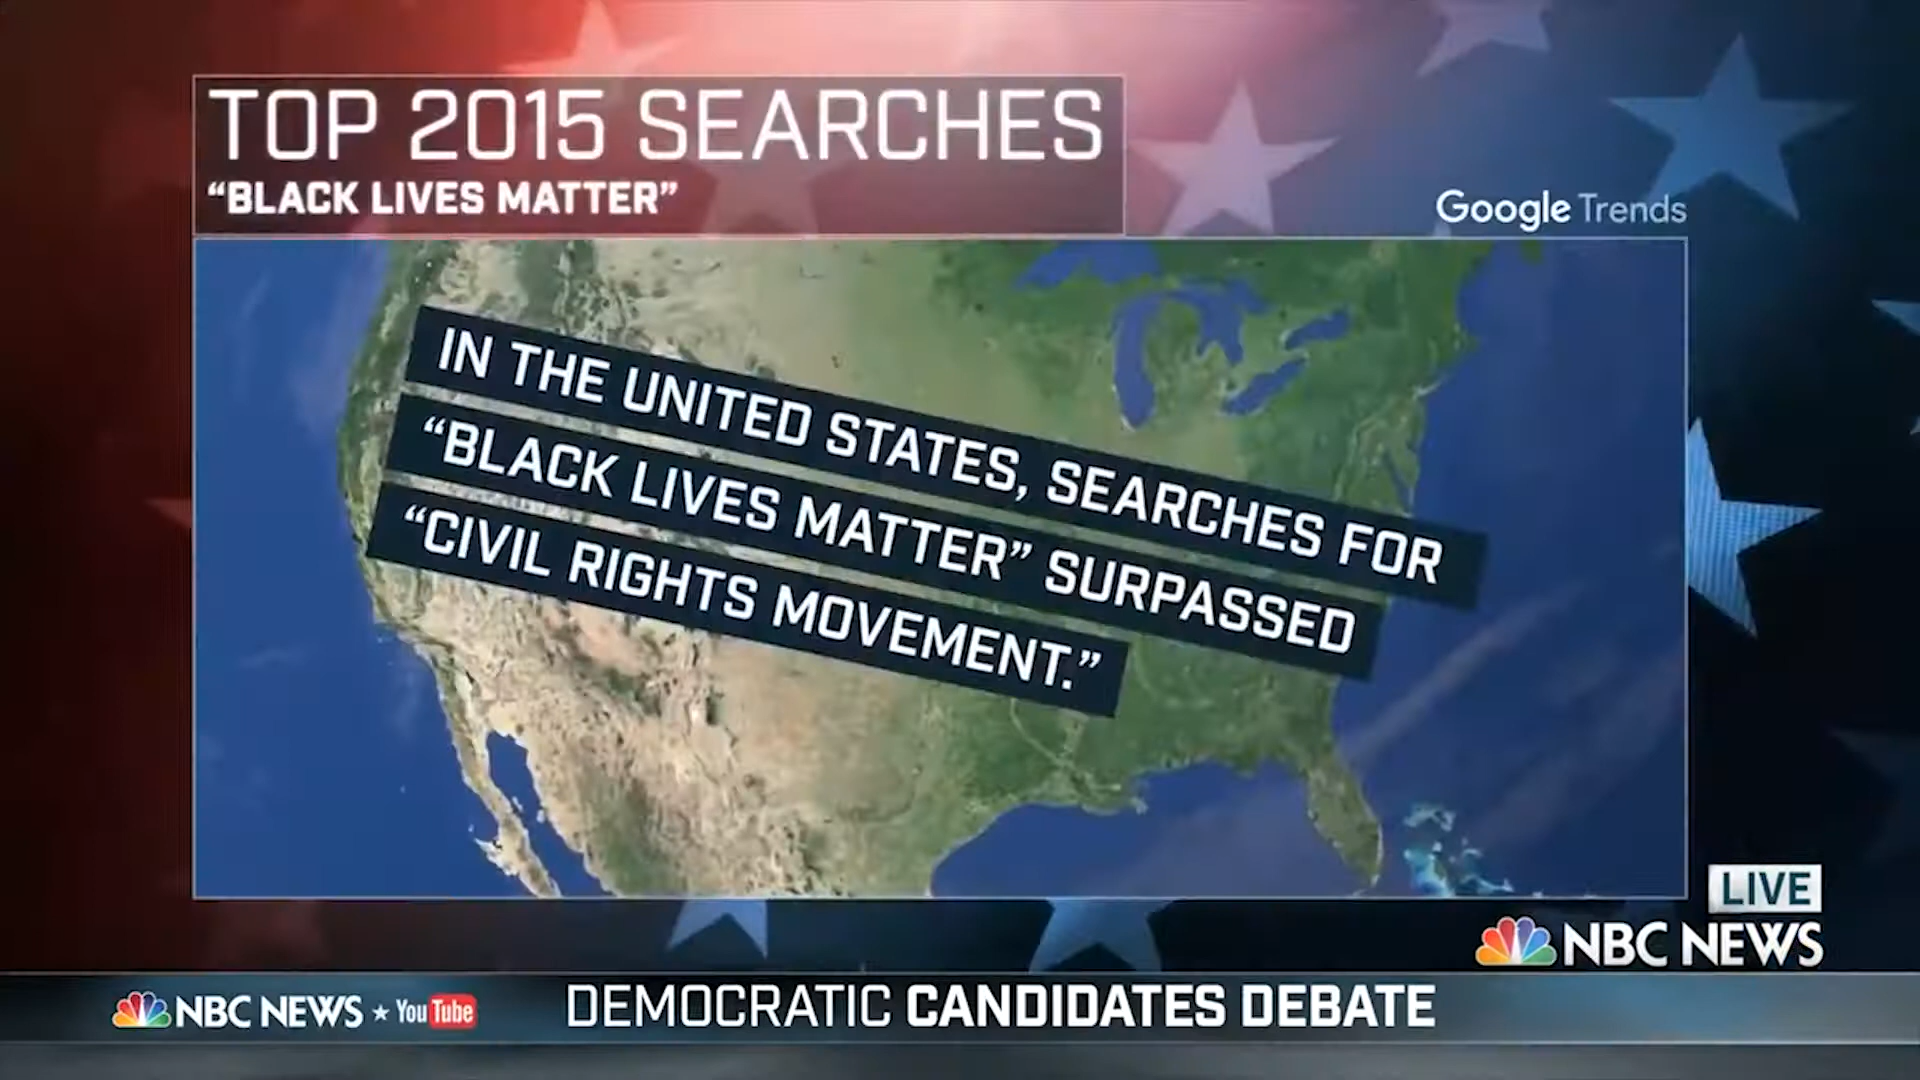 TOP 2015 SEARCHES
“BLACK LIVES MATTER”
Google Trends
IN THE UNITED STATES, SEARCHES FOR
“BLACK LIVES MATTER” SURPASSED
“CIVIL RIGHTS MOVEMENT.”
LIVE
NBC NEWS
NBC NEWS ★ YouTube
DEMOCRATIC CANDIDATES DEBATE